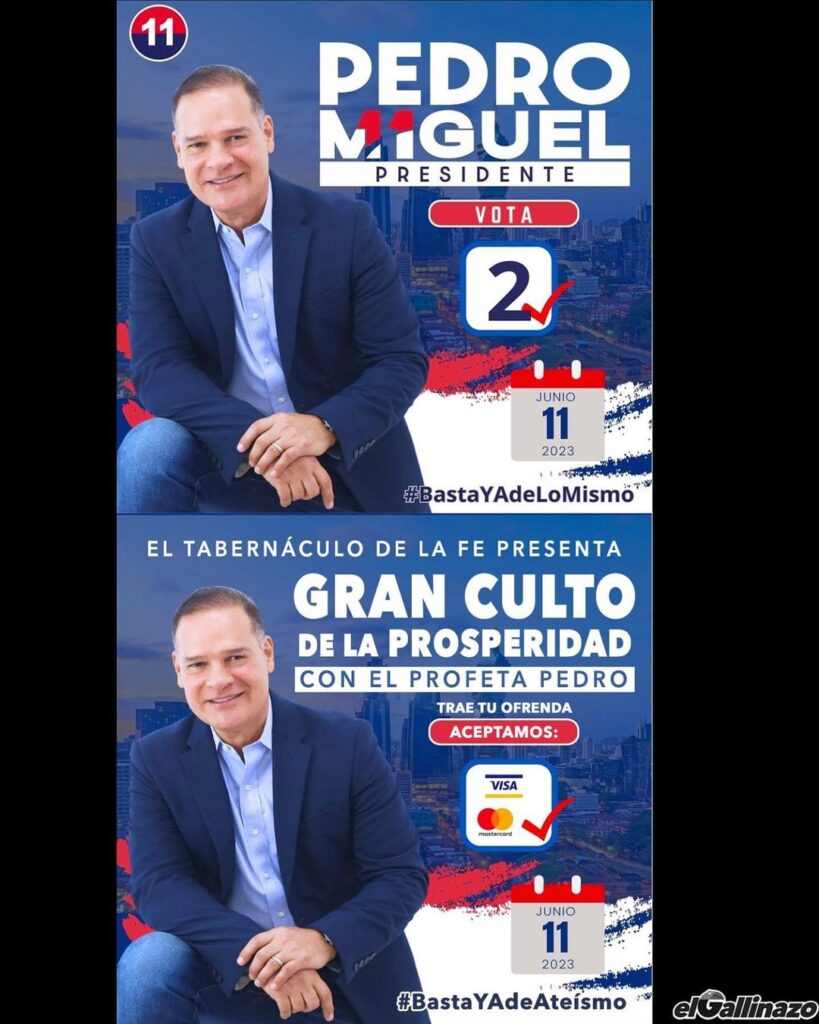 11
PEDRO
M11GUEL
PRESIDENTE
VOTA
2
JUNIO
11
2023
#BastaYAdeLoMismo
EL TABERNÁCULO DE LA FE PRESENTA
GRAN CULTO
DE LA PROSPERIDAD
CON EL PROFETA PEDRO
TRAE TU OFRENDA
ACEPTAMOS:
VISA
mastercard
JUNIO
11
2023
#BastaYAdeAteísmo
elGallinazo